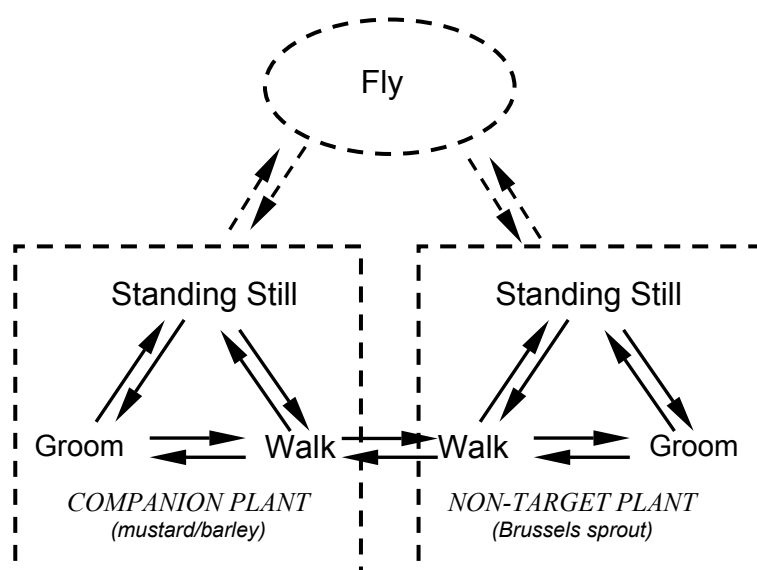 Fly
Standing Still
Standing Still
Groom
Walk
Walk
Groom
COMPANION PLANT
(mustard/barley)
NON-TARGET PLANT
(Brussels sprout)